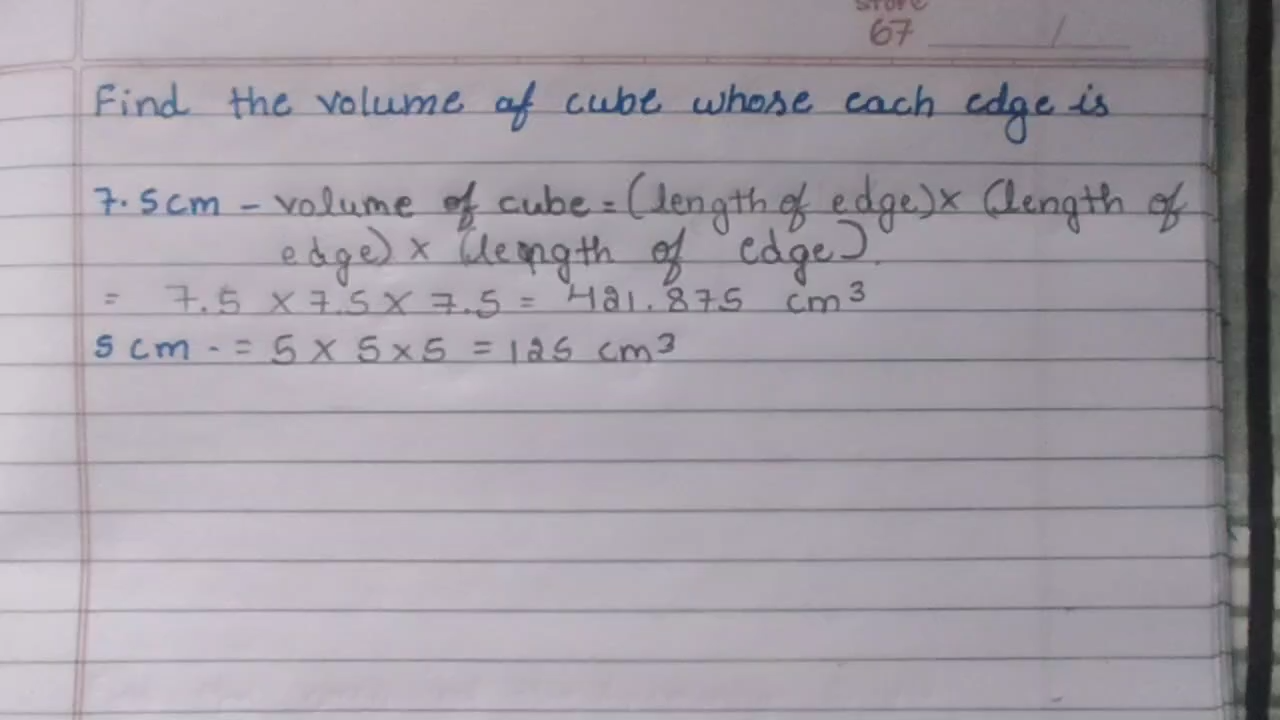 store
67
Find the volume of cube whose each edge is
7.5cm - volume of cube = (length of edge) × (length of
edge) × (length of edge).
= 7.5 × 7.5 × 7.5 = 421.875 cm³
5 cm - = 5 × 5 × 5 = 125 cm³